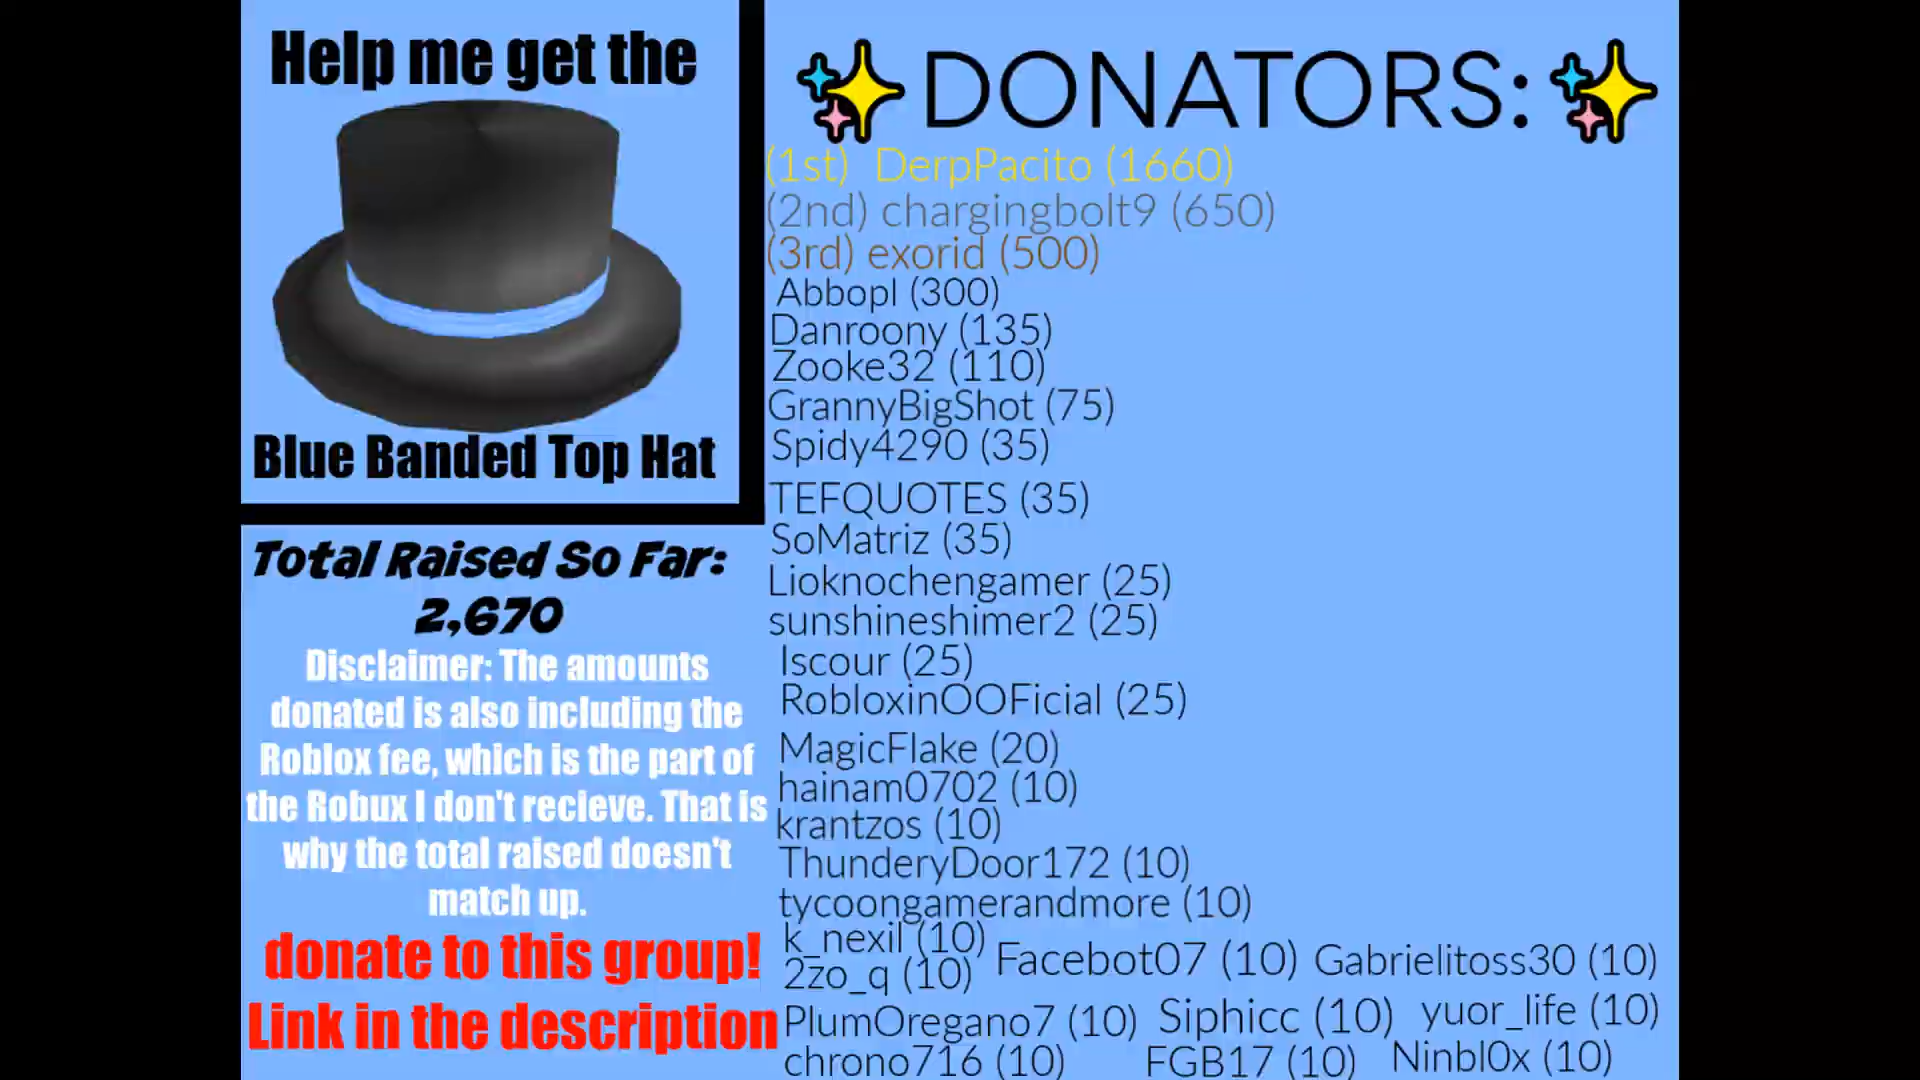 Help me get the
Blue Banded Top Hat
Total Raised So Far:
2,670
Disclaimer: The amounts
donated is also including the
Roblox fee, which is the part of
the Robux I don't recieve. That is
why the total raised doesn't
match up.
donate to this group!
Link in the description
DONATORS:
(1st) DerpPacito (1660)
(2nd) chargingbolt9 (650)
(3rd) exorid (500)
Abbopl (300)
Danroony (135)
Zooke32 (110)
GrannyBigShot (75)
Spidy4290 (35)
TEFQUOTES (35)
SoMatriz (35)
Lioknochengamer (25)
sunshineshimer2 (25)
Iscour (25)
RobloxinOOFicial (25)
MagicFlake (20)
hainam0702 (10)
krantzos (10)
ThunderyDoor172 (10)
tycoongamerandmore (10)
k_nexil (10)
2zo_q (10) Facebot07 (10) Gabrielitoss30 (10)
PlumOregano7 (10) Siphicc (10) yuor_life (10)
chrono716 (10) FGB17 (10) Ninbl0x (10)